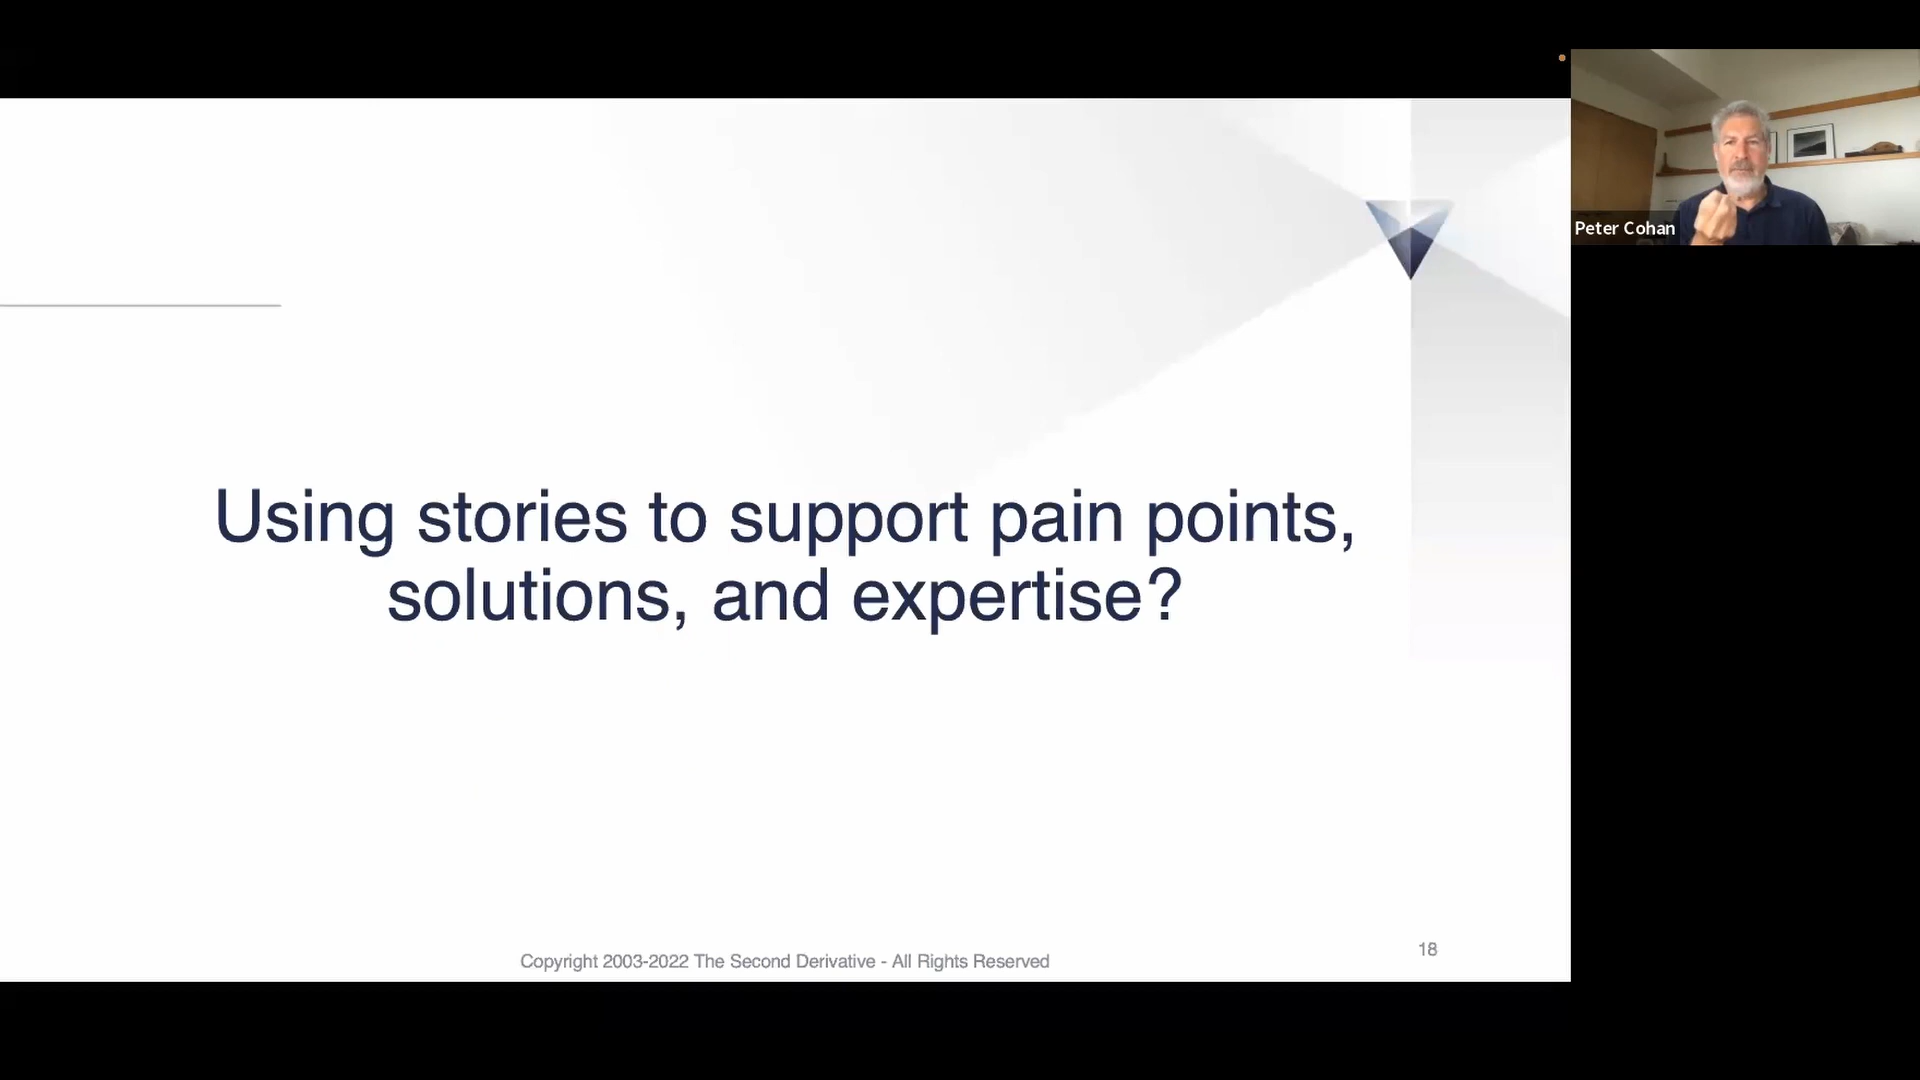 Peter Cohan
Using stories to support pain points,
solutions, and expertise?
Copyright 2003-2022 The Second Derivative - All Rights Reserved
18